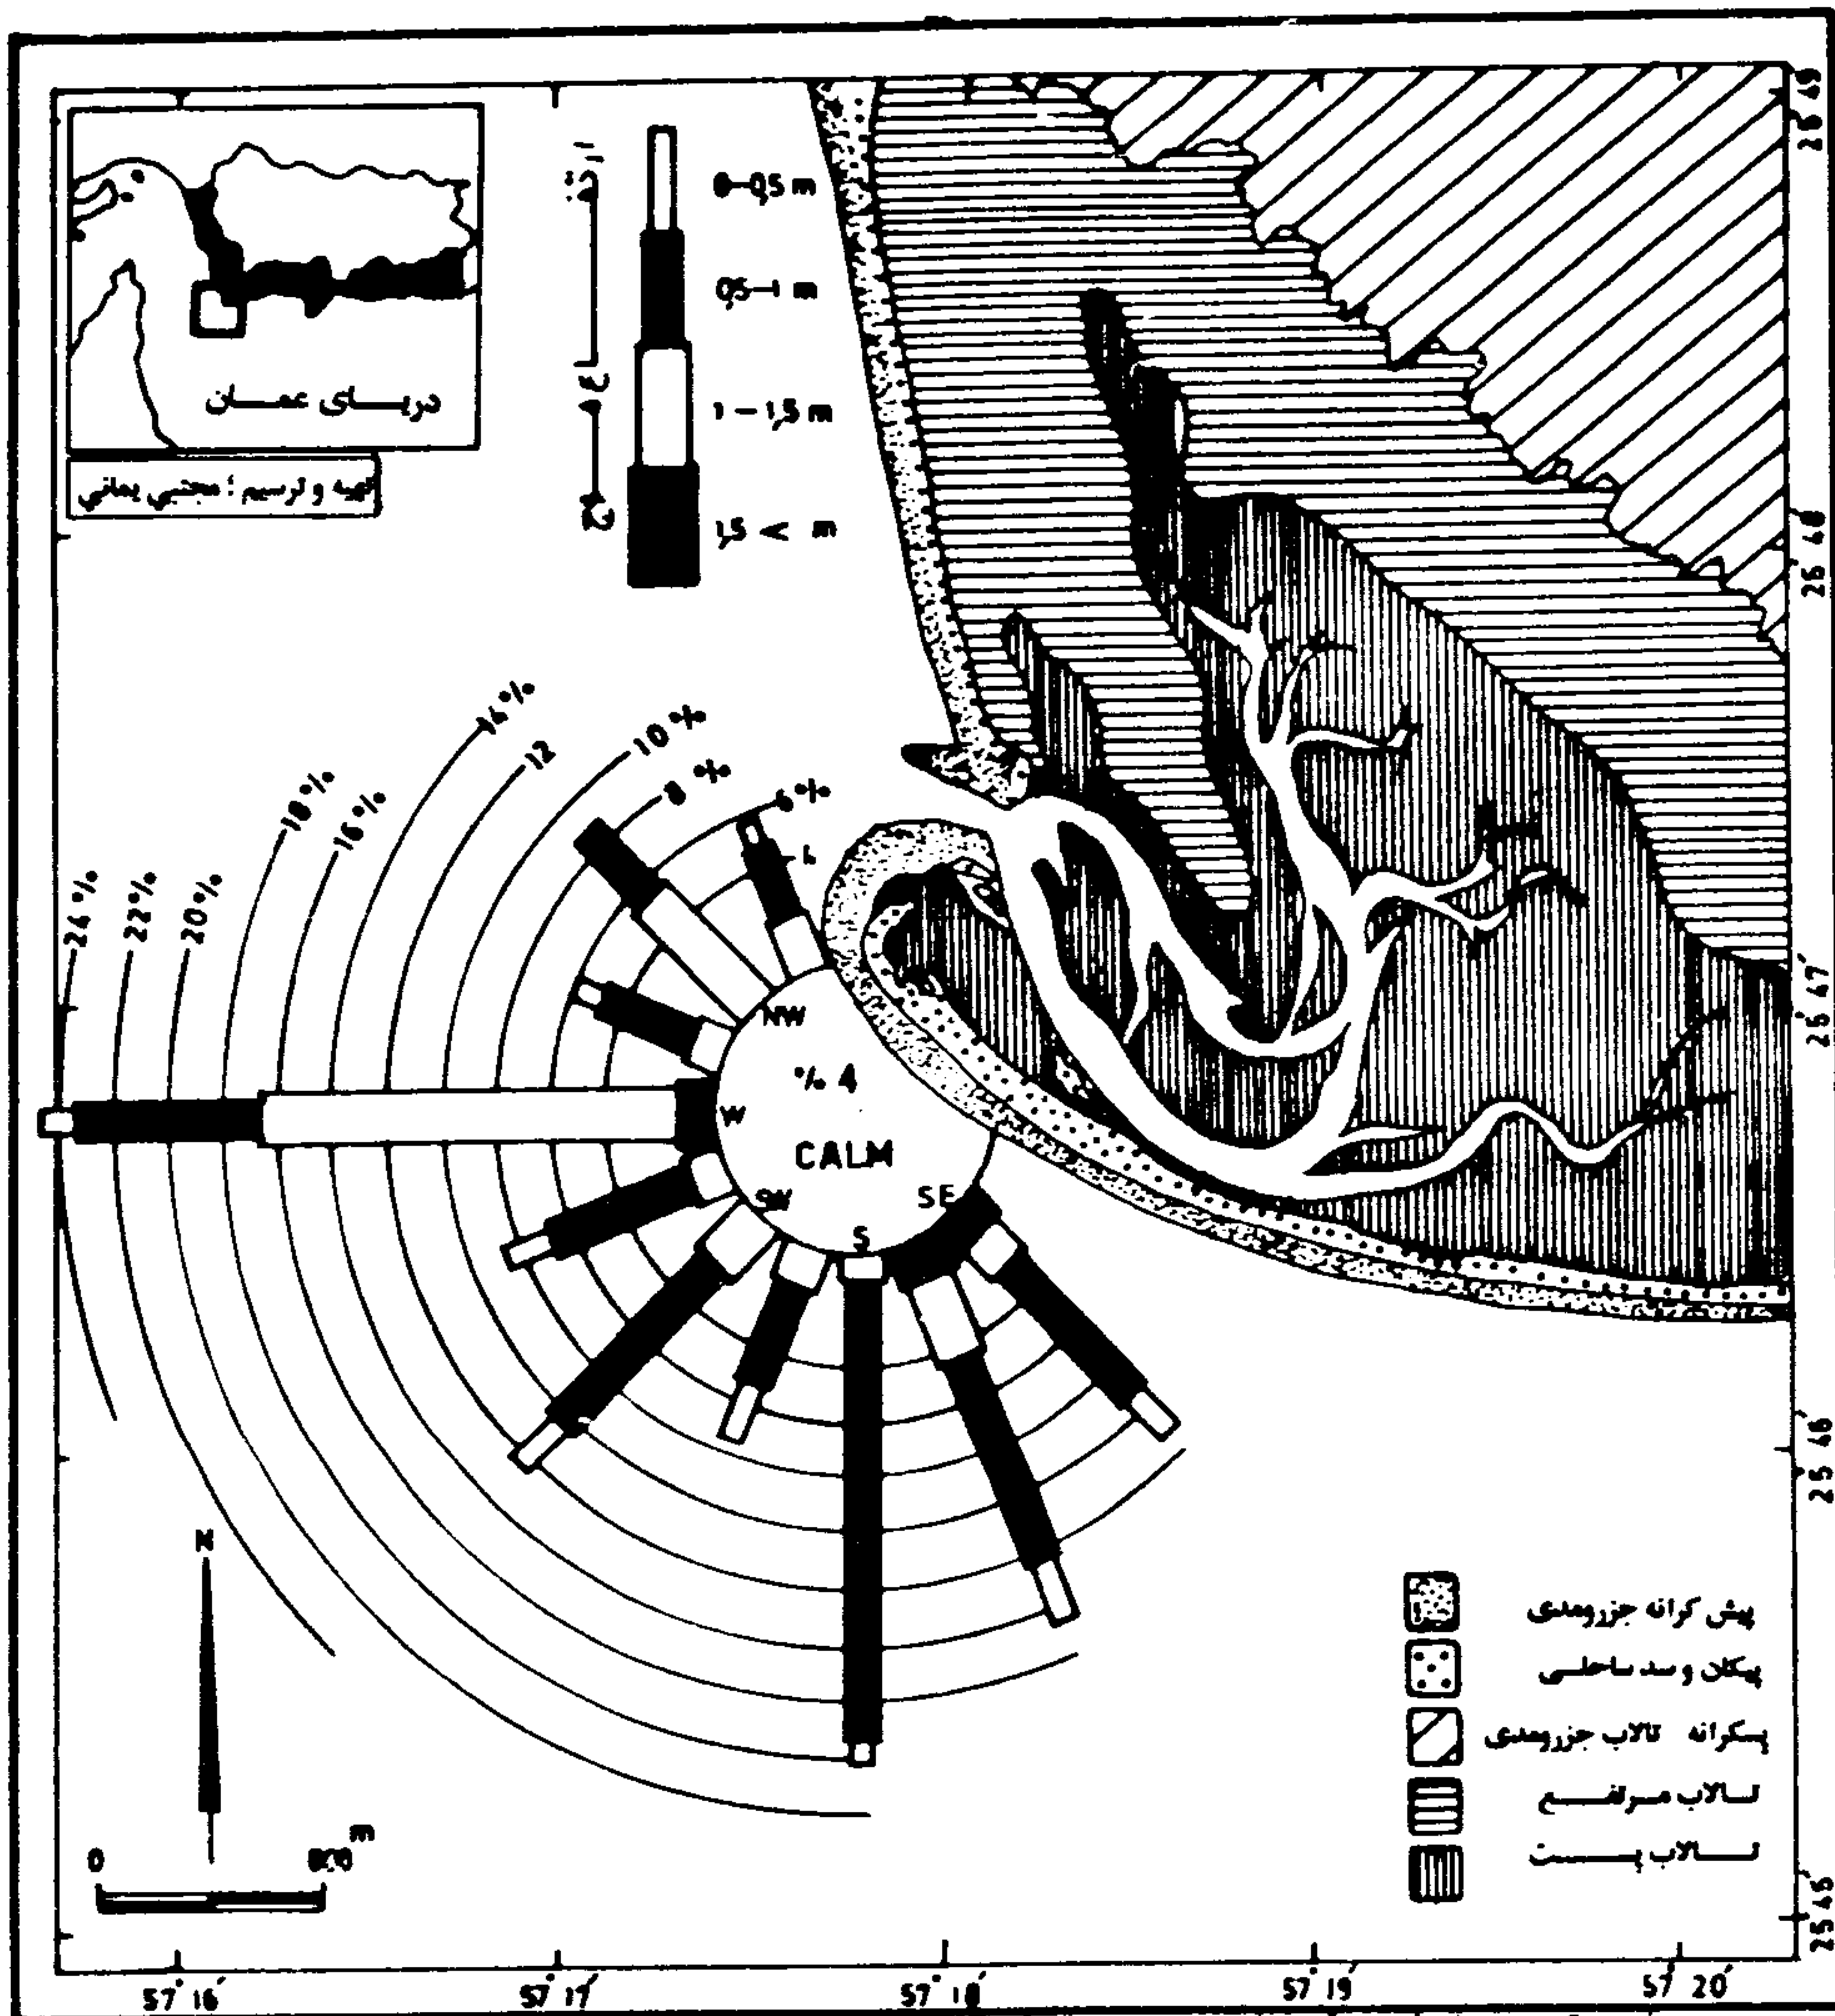 دریای عمان
تهیه و ترسیم : مجتبی یمانی
ارتفاع امواج
0-0,5 m
0,5-1 m
1-1,5 m
1,5 < m
24%
22%
20%
18%
16%
14%
12
10%
8%
6%
NW
W
SW
S
SE
% 4
CALM
N
0 800 m
پیش کرانه جزرومدی
پیکان و سد ساحلی
پسکرانه تالاب جزرومدی
تالاب مرتفع
تالاب پست
57° 16′
57° 17′
57° 18′
57° 19′
57° 20′
25 49
25 48
25 47′
25 46
25 45